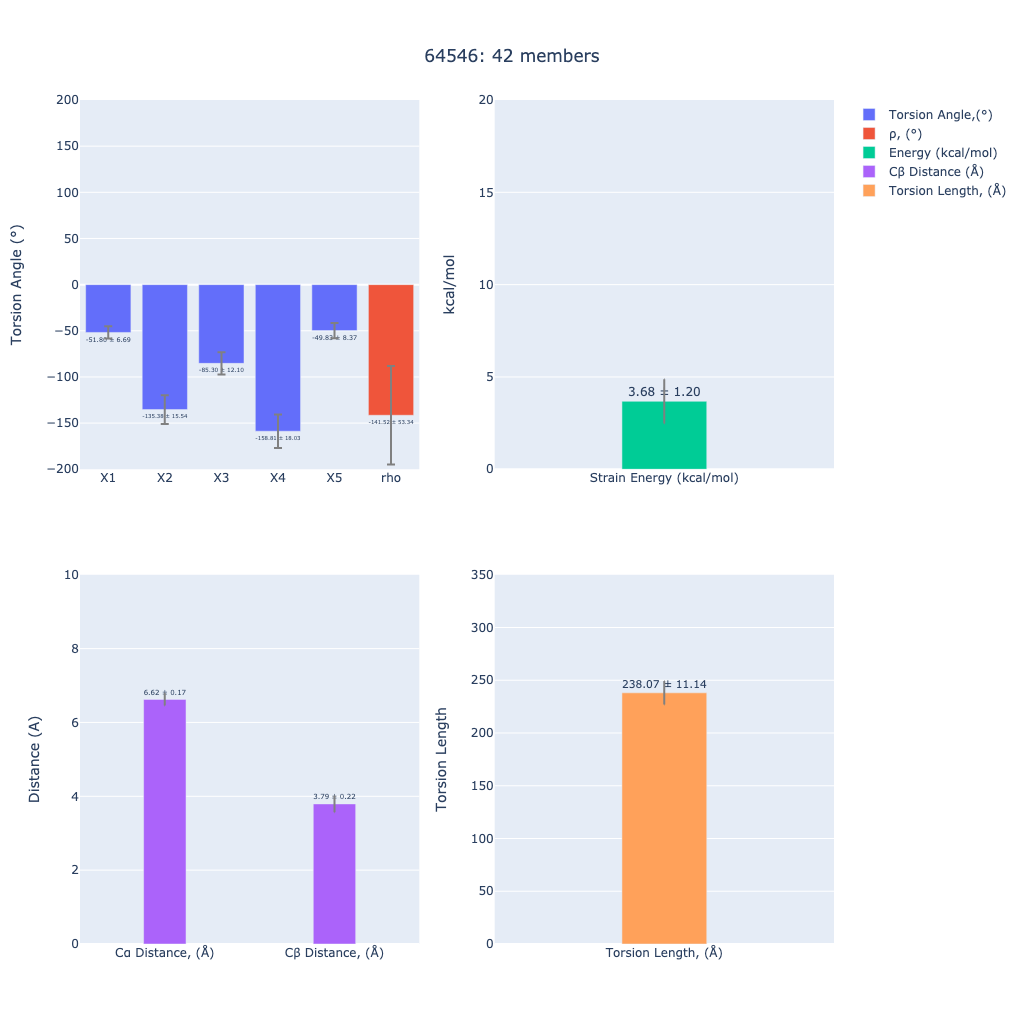 64546: 42 members
Torsion Angle,(°)
ρ, (°)
Energy (kcal/mol)
Cβ Distance (Å)
Torsion Length, (Å)
Torsion Angle (°)
200
150
100
50
0
−50
−100
−150
−200
-51.80 ± 6.69
-135.38 ± 15.54
-85.30 ± 12.10
-158.81 ± 18.03
-49.83 ± 8.37
-141.52 ± 53.34
X1 X2 X3 X4 X5 rho
kcal/mol
20
15
10
5
0
3.68 ± 1.20
Strain Energy (kcal/mol)
Distance (A)
10
8
6
4
2
0
6.62 ± 0.17
3.79 ± 0.22
Cα Distance, (Å) Cβ Distance, (Å)
Torsion Length
350
300
250
200
150
100
50
0
238.07 ± 11.14
Torsion Length, (Å)